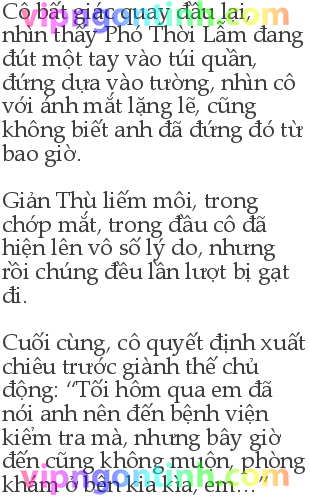 Cô bất giác quay đầu lại,
vipngontinh.com
nhìn thấy Phó Thời Lâm đang
đút một tay vào túi quần,
đứng dựa vào tường, nhìn cô
với ánh mắt lặng lẽ, cũng
không biết anh đã đứng đó từ
bao giờ.
Giản Thù liếm môi, trong
chớp mắt, trong đầu cô đã
hiện lên vô số lý do, nhưng
rồi chúng đều lần lượt bị gạt
đi.
Cuối cùng, cô quyết định xuất
chiêu trước giành thế chủ
động: “Tối hôm qua em đã
nói anh nên đến bệnh viện
kiểm tra mà, nhưng bây giờ
đến cũng không muộn, phòng
vipngontinh.com
khám ở bên kia kìa, em…”